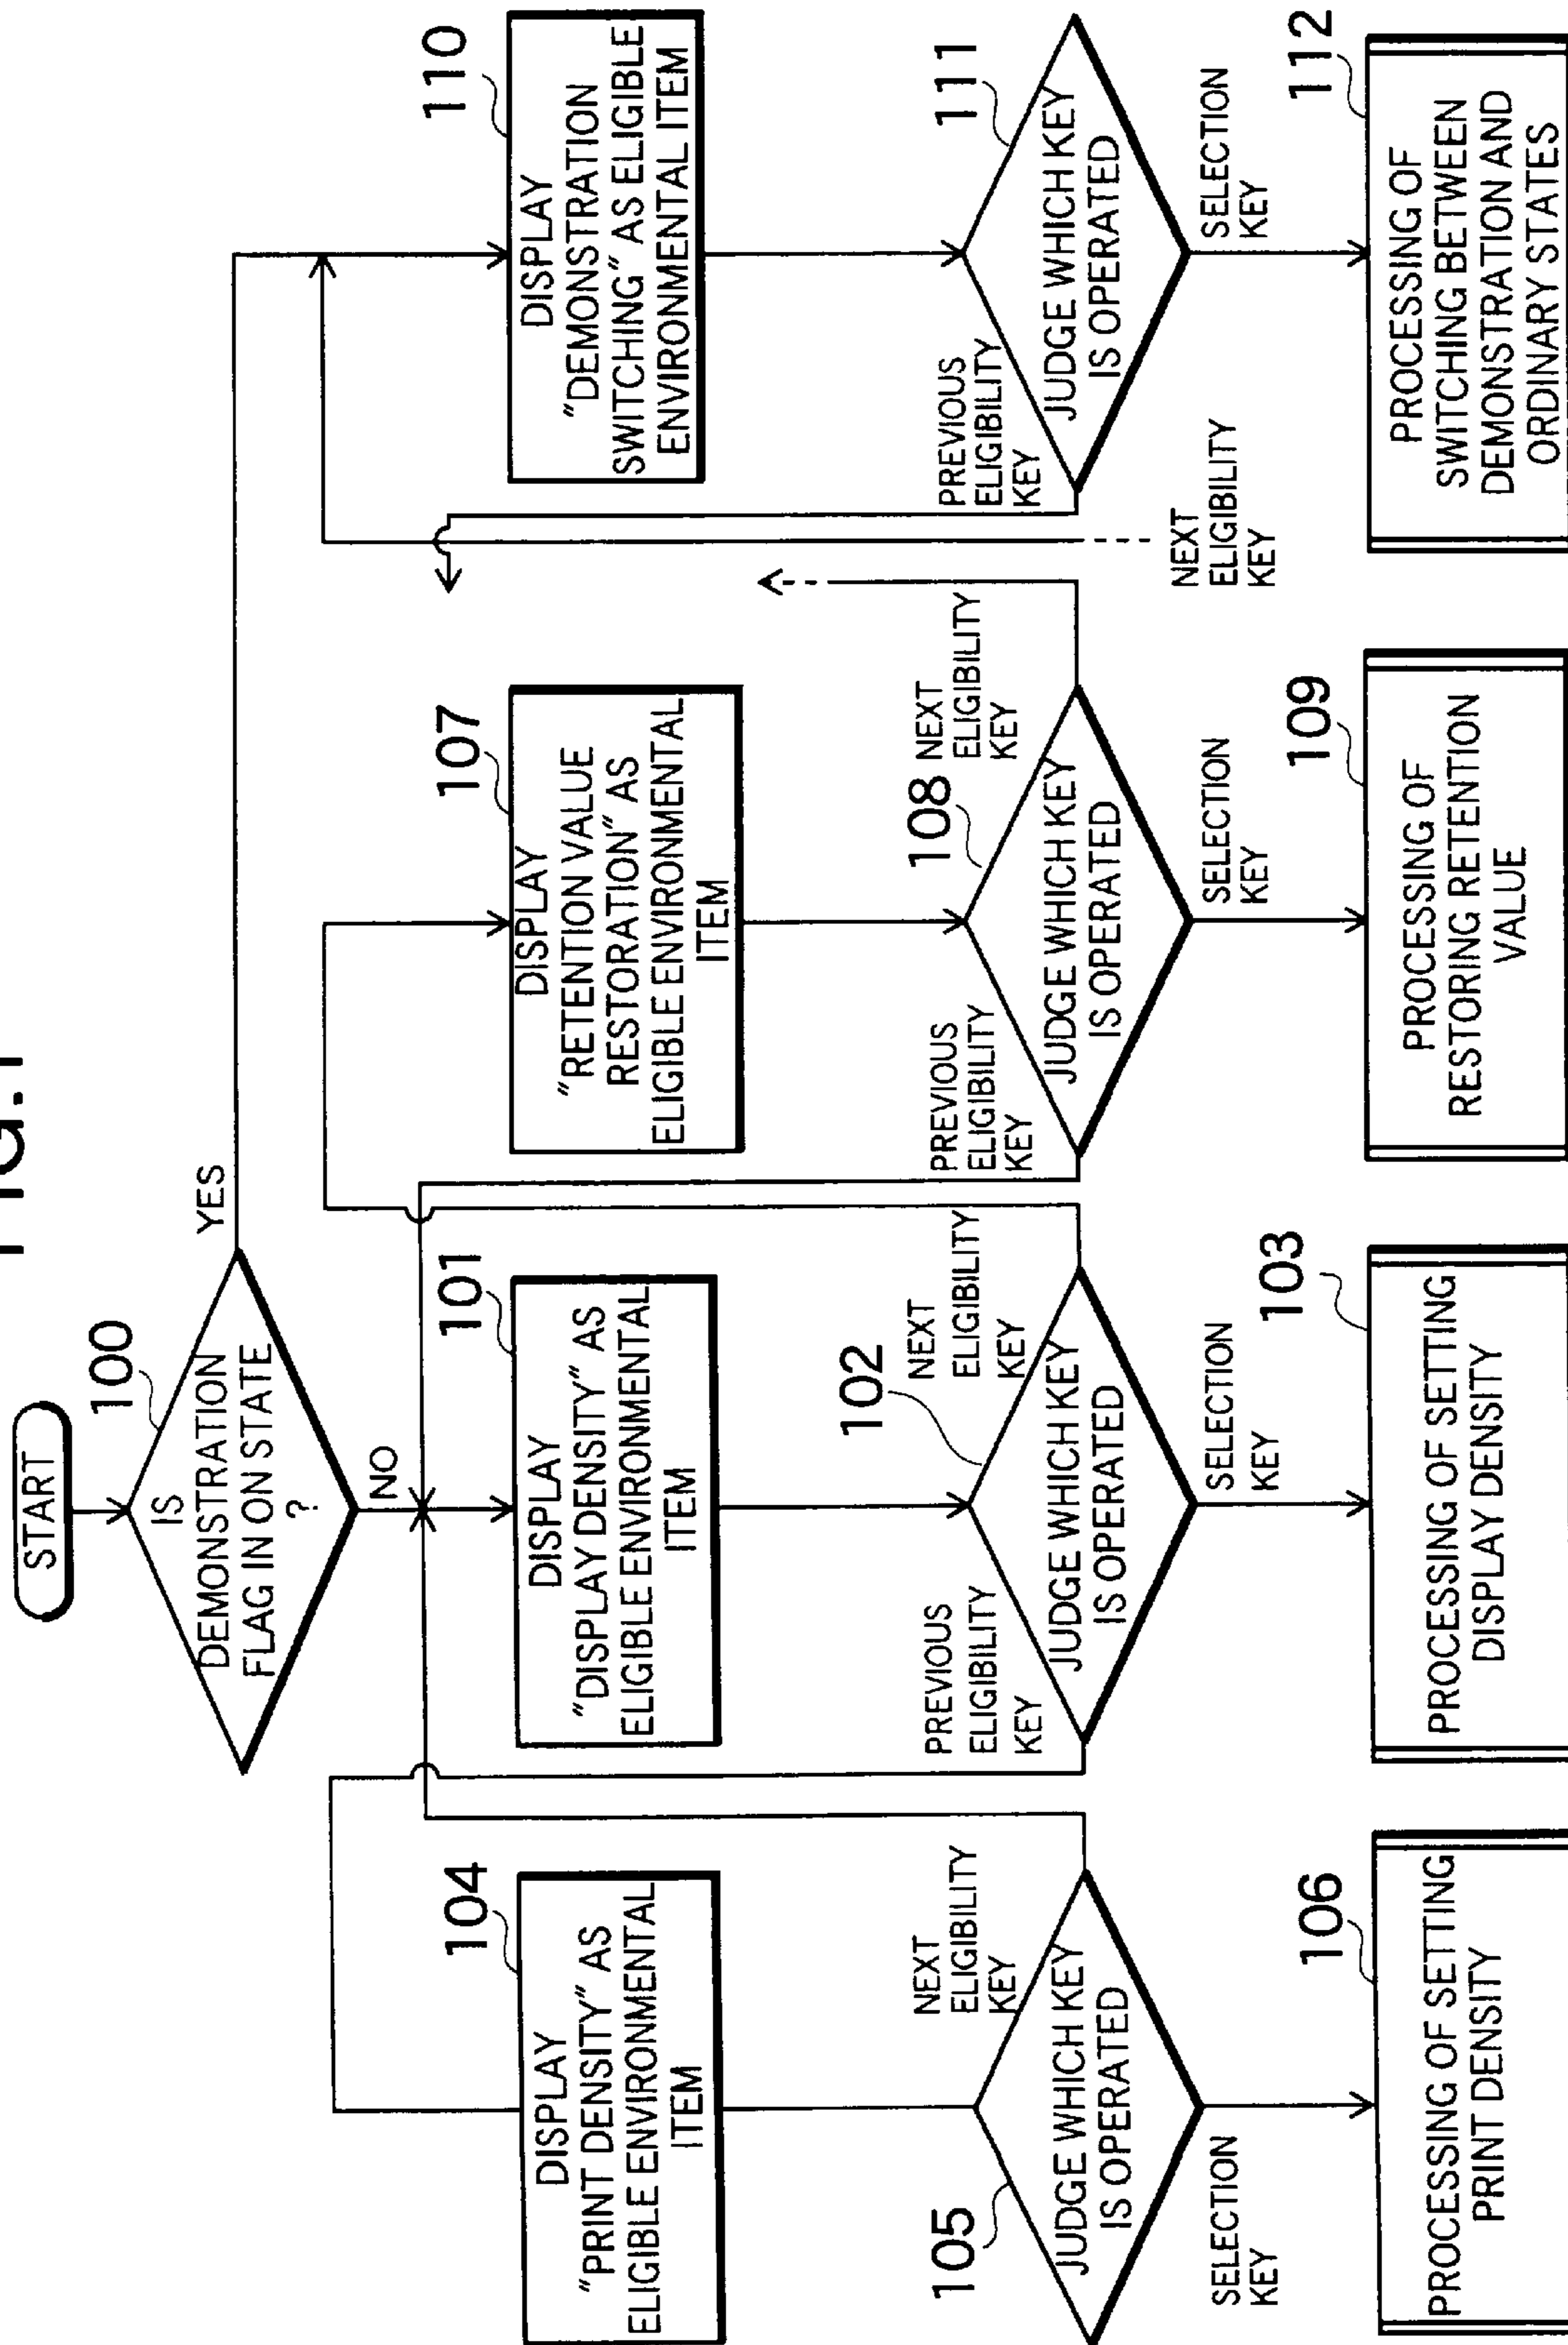 FIG.1
START
100
IS
DEMONSTRATION
FLAG IN ON STATE
?
YES
NO
104
DISPLAY
"PRINT DENSITY" AS
ELIGIBLE ENVIRONMENTAL
ITEM
101
DISPLAY
"DISPLAY DENSITY" AS
ELIGIBLE ENVIRONMENTAL
ITEM
107
DISPLAY
"RETENTION VALUE
RESTORATION" AS
ELIGIBLE ENVIRONMENTAL
ITEM
110
DISPLAY
"DEMONSTRATION
SWITCHING" AS ELIGIBLE
ENVIRONMENTAL ITEM
105
JUDGE WHICH KEY
IS OPERATED
NEXT
ELIGIBILITY
KEY
SELECTION
KEY
PREVIOUS
ELIGIBILITY
KEY
102
JUDGE WHICH KEY
IS OPERATED
NEXT
ELIGIBILITY
KEY
SELECTION
KEY
PREVIOUS
ELIGIBILITY
KEY
108
JUDGE WHICH KEY
IS OPERATED
NEXT
ELIGIBILITY
KEY
SELECTION
KEY
NEXT
ELIGIBILITY
KEY
PREVIOUS
ELIGIBILITY
KEY
111
JUDGE WHICH KEY
IS OPERATED
SELECTION
KEY
106
PROCESSING OF SETTING
PRINT DENSITY
103
PROCESSING OF SETTING
DISPLAY DENSITY
109
PROCESSING OF
RESTORING RETENTION
VALUE
112
PROCESSING OF
SWITCHING BETWEEN
DEMONSTRATION AND
ORDINARY STATES